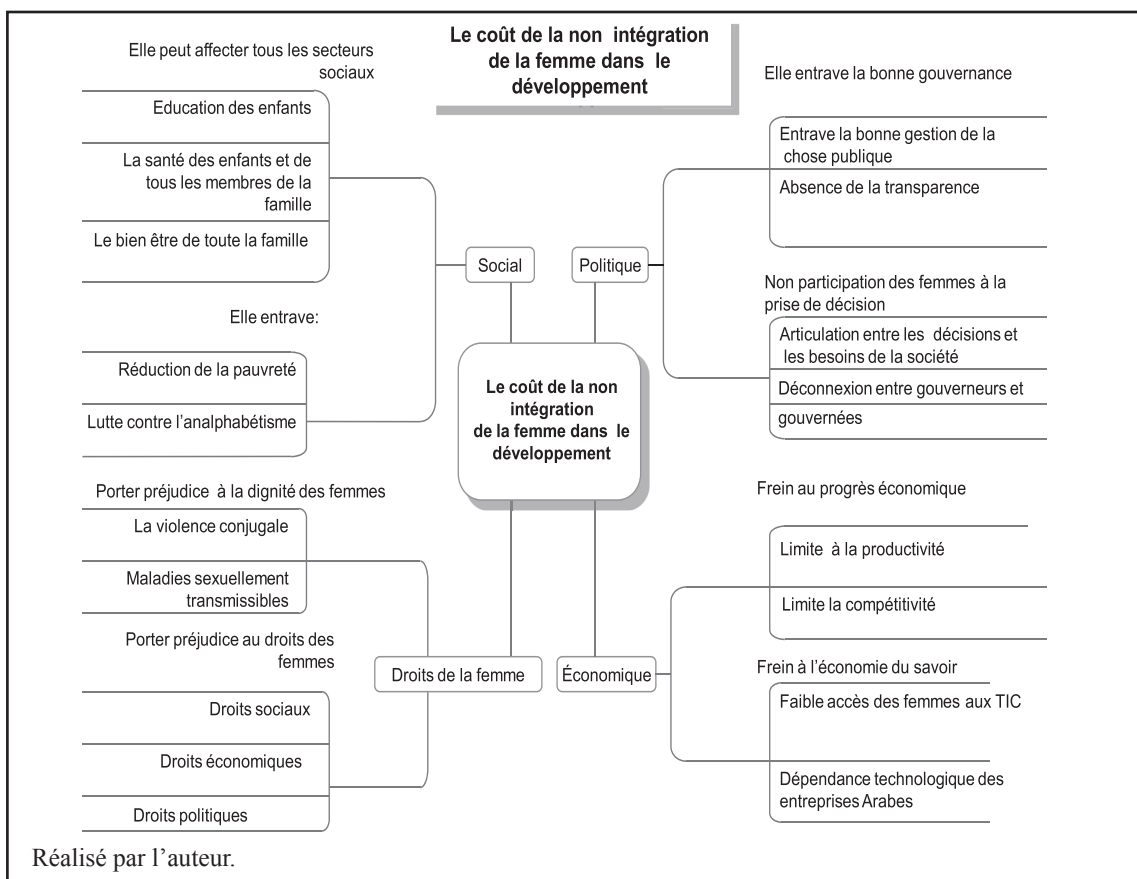 Le coût de la non intégration
de la femme dans le
développement
Elle peut affecter tous les secteurs
sociaux
Education des enfants
La santé des enfants et de
tous les membres de la
famille
Le bien être de toute la famille
Elle entrave:
Réduction de la pauvreté
Lutte contre l'analphabétisme
Social
Politique
Elle entrave la bonne gouvernance
Entrave la bonne gestion de la
chose publique
Absence de la transparence
Non participation des femmes à la
prise de décision
Articulation entre les décisions et
les besoins de la société
Déconnexion entre gouverneurs et
gouvernées
Le coût de la non
intégration
de la femme dans le
développement
Porter préjudice à la dignité des femmes
La violence conjugale
Maladies sexuellement
transmissibles
Porter préjudice au droits des
femmes
Droits sociaux
Droits économiques
Droits politiques
Droits de la femme
Économique
Frein au progrès économique
Limite à la productivité
Limite la compétitivité
Frein à l'économie du savoir
Faible accès des femmes aux TIC
Dépendance technologique des
entreprises Arabes
Réalisé par l'auteur.